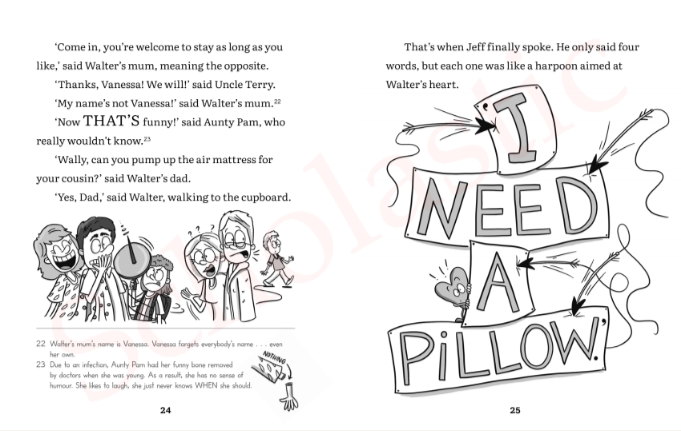 ‘Come in, you’re welcome to stay as long as you
like,’ said Walter’s mum, meaning the opposite.
‘Thanks, Vanessa! We will!’ said Uncle Terry.
‘My name’s not Vanessa!’ said Walter’s mum.²²
‘Now THAT’S funny!’ said Aunty Pam, who
really wouldn’t know.²³
‘Wally, can you pump up the air mattress for
your cousin?’ said Walter’s dad.
‘Yes, Dad,’ said Walter, walking to the cupboard.
22 Walter’s mum’s name is Vanessa. Vanessa forgets everybody’s name . . . even
her own.
23 Due to an infection, Aunty Pam had her funny bone removed
by doctors when she was young. As a result, she has no sense of
humour. She likes to laugh, she just never knows WHEN she should.
NOTHING
24
That’s when Jeff finally spoke. He only said four
words, but each one was like a harpoon aimed at
Walter’s heart.
‘I
NEED
A
PiLLOW.’
25
Scholastic